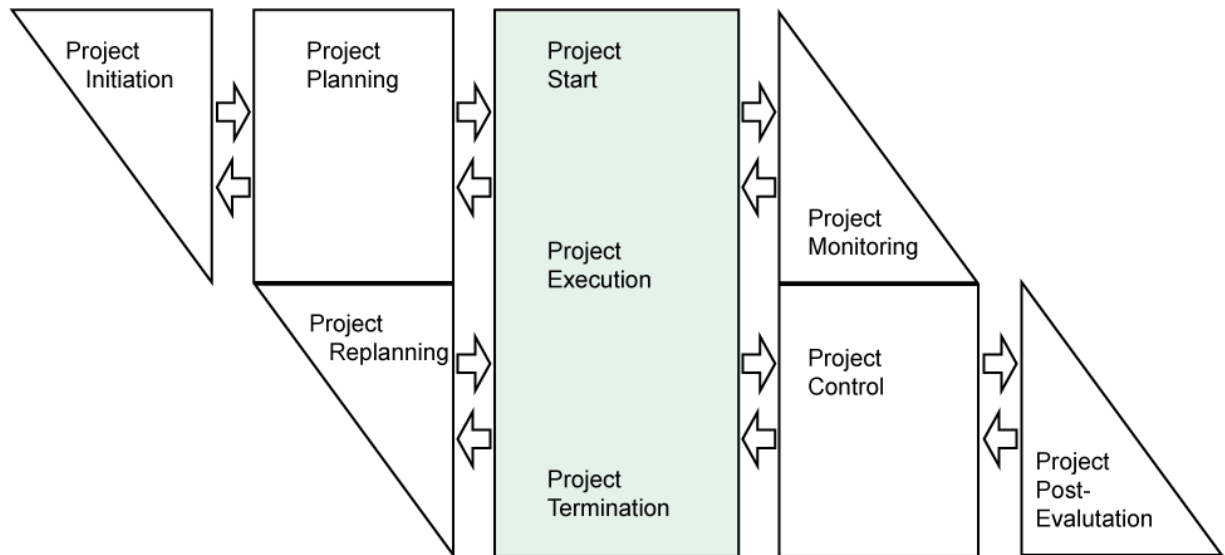 Project
Initiation
Project
Planning
Project
Start
Project
Monitoring
Project
Execution
Project
Replanning
Project
Control
Project
Termination
Project
Post-
Evalutation